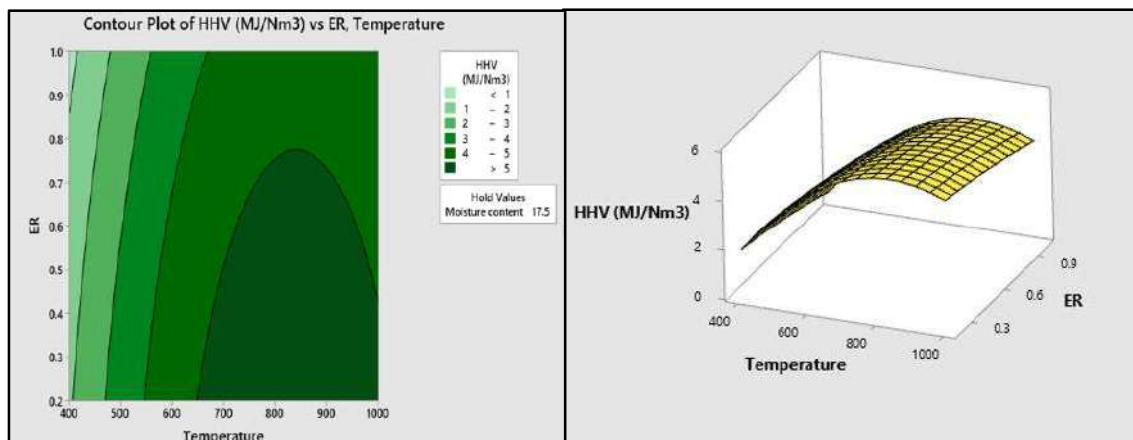 Contour Plot of HHV (MJ/Nm3) vs ER, Temperature
1.0
0.9
0.8
0.7
0.6
0.5
0.4
0.3
0.2
ER
400 500 600 700 800 900 1000
Temperature
HHV
(MJ/Nm3)
< 1
1 – 2
2 – 3
3 – 4
4 – 5
> 5
Hold Values
Moisture content 17.5
6
HHV (MJ/Nm3) 4
2
0
400
600
800
1000
Temperature
0.9
0.6
0.3
ER